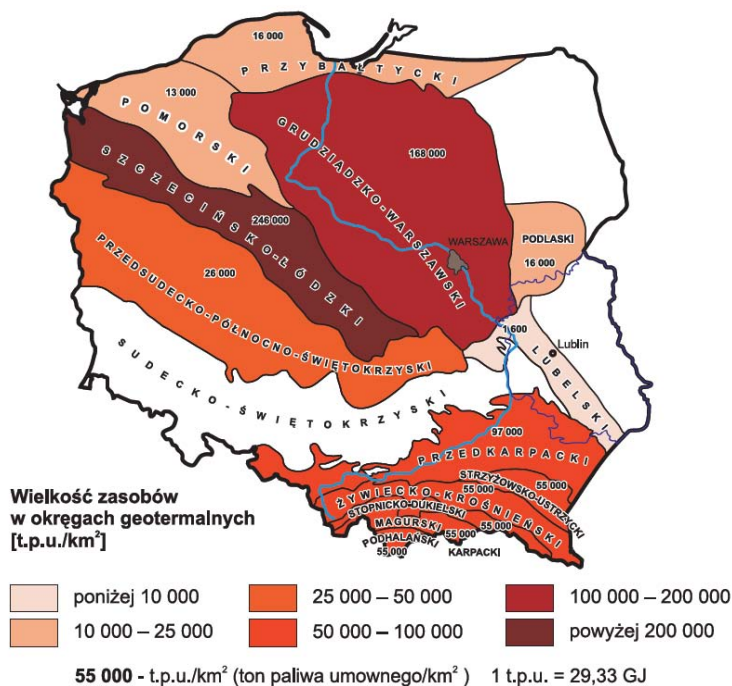 16 000
PRZYBAŁTYCKI
13 000
POMORSKI
168 000
GRUDZIĄDZKO-WARSZAWSKI
SZCZECIŃSKO-ŁÓDZKI
246 000
WARSZAWA
PODLASKI
16 000
26 000
PRZEDSUDECKO-PÓŁNOCNO-ŚWIĘTOKRZYSKI
1 600
Lublin
LUBELSKI
SUDECKO-ŚWIĘTOKRZYSKI
97 000
PRZEDKARPACKI
STRZYŻOWSKO-USTRZYCKI
55 000
55 000
ŻYWIECKO-KROŚNIEŃSKI
STOPNICKO-DUKIELSKI
55 000
MAGURSKI
55 000
PODHALAŃSKI
55 000
KARPACKI
Wielkość zasobów
w okręgach geotermalnych
[t.p.u./km²]
poniżej 10 000
25 000 – 50 000
100 000 – 200 000
10 000 – 25 000
50 000 – 100 000
powyżej 200 000
55 000 - t.p.u./km² (ton paliwa umownego/km² ) 1 t.p.u. = 29,33 GJ